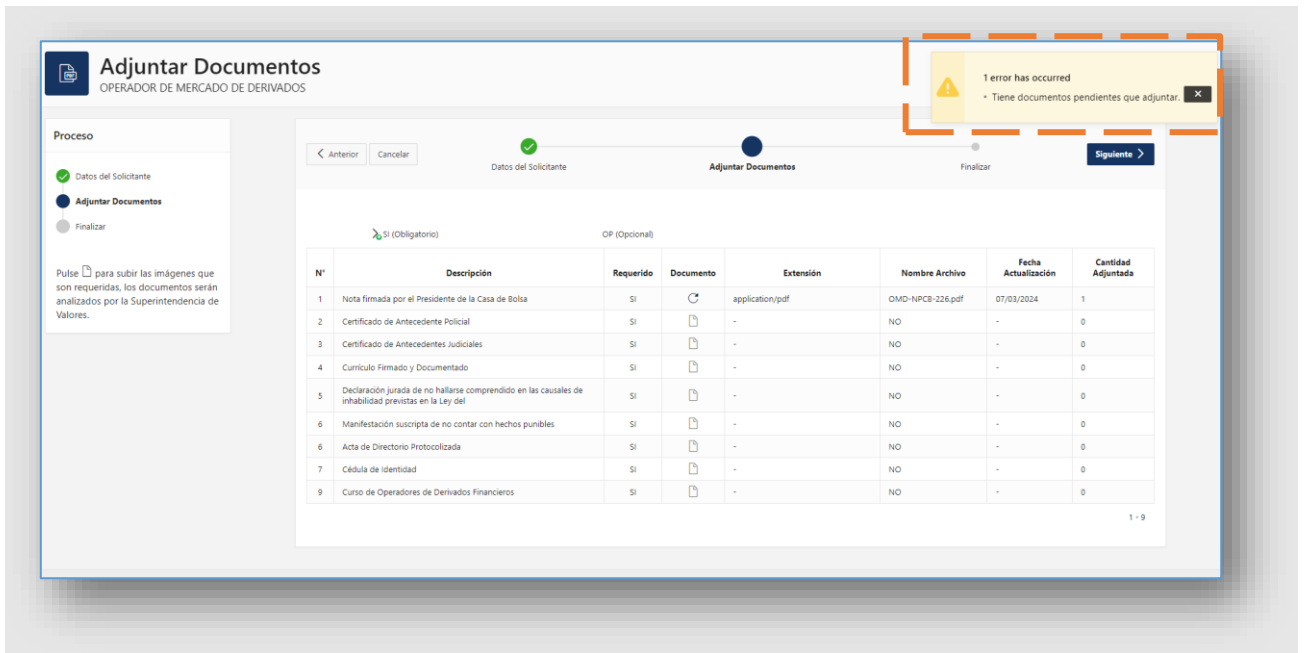 Adjuntar Documentos
OPERADOR DE MERCADO DE DERIVADOS
1 error has occurred
Tiene documentos pendientes que adjuntar.
Proceso
Datos del Solicitante
Adjuntar Documentos
Finalizar
Pulse para subir las imágenes que
son requeridas, los documentos serán
analizados por la Superintendencia de
Valores.
Anterior Cancelar
Datos del Solicitante Adjuntar Documentos Finalizar
Siguiente
SI (Obligatorio) OP (Opcional)
N° Descripción Requerido Documento Extensión Nombre Archivo Fecha Actualización Cantidad Adjuntada
1 Nota firmada por el Presidente de la Casa de Bolsa SI application/pdf OMD-NPCB-226.pdf 07/03/2024 1
2 Certificado de Antecedente Policial SI - NO - 0
3 Certificado de Antecedentes Judiciales SI - NO - 0
4 Currículo Firmado y Documentado SI - NO - 0
5 Declaración jurada de no hallarse comprendido en las causales de
inhabilidad previstas en la Ley del SI - NO - 0
6 Manifestación suscripta de no contar con hechos punibles SI - NO - 0
6 Acta de Directorio Protocolizada SI - NO - 0
7 Cédula de Identidad SI - NO - 0
9 Curso de Operadores de Derivados Financieros SI - NO - 0
1 - 9